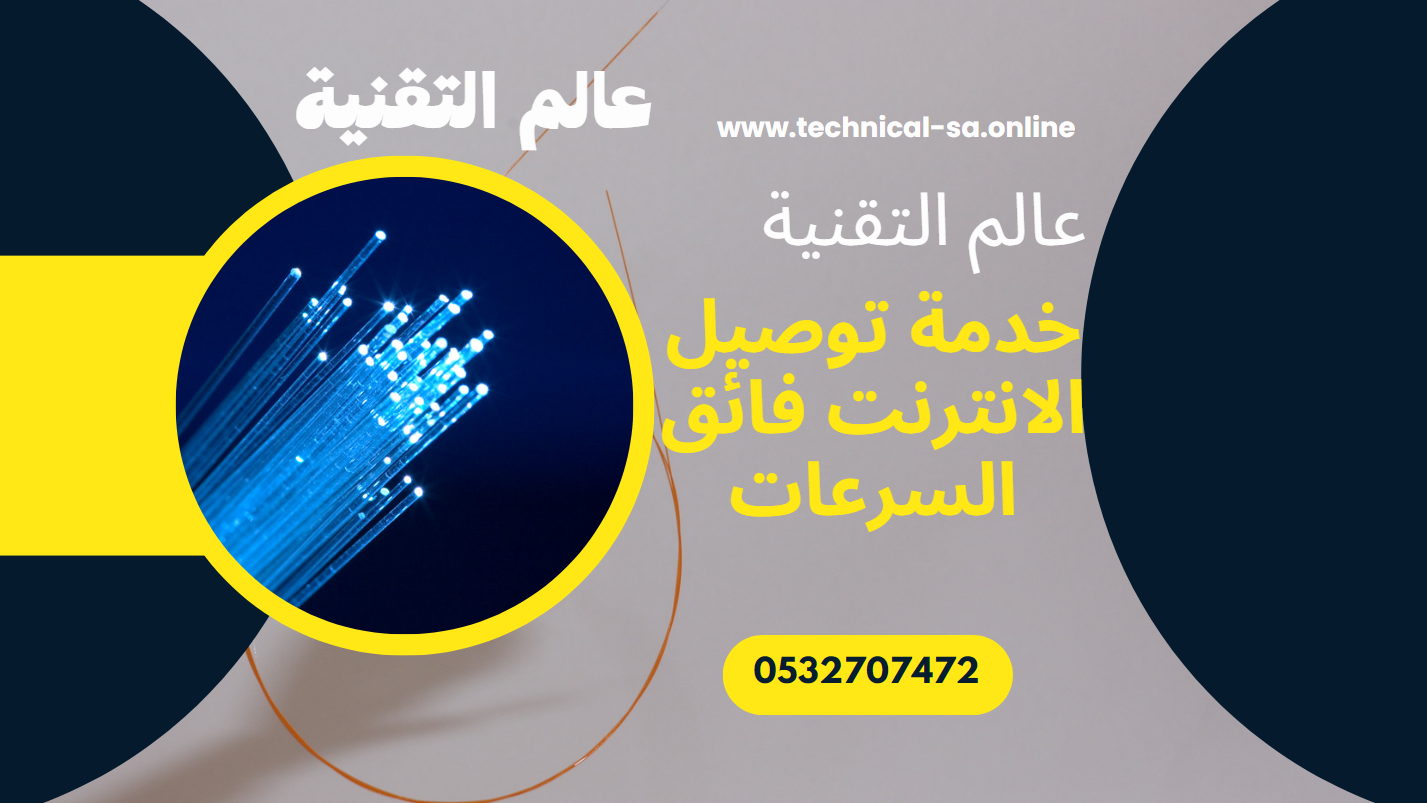 عالم التقنية
www.technical-sa.online
عالم التقنية
خدمة توصيل
الانترنت فائق
السرعات
0532707472